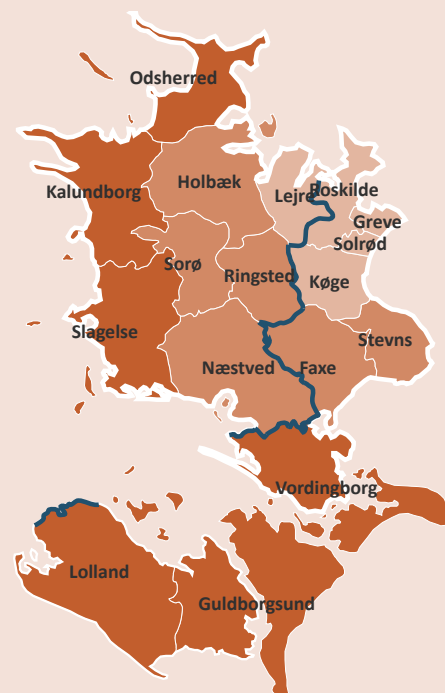 Odsherred
Holbæk
Kalundborg
Lejre
Roskilde
Greve
Solrød
Sorø
Ringsted
Køge
Slagelse
Stevns
Næstved
Faxe
Vordingborg
Lolland
Guldborgsund